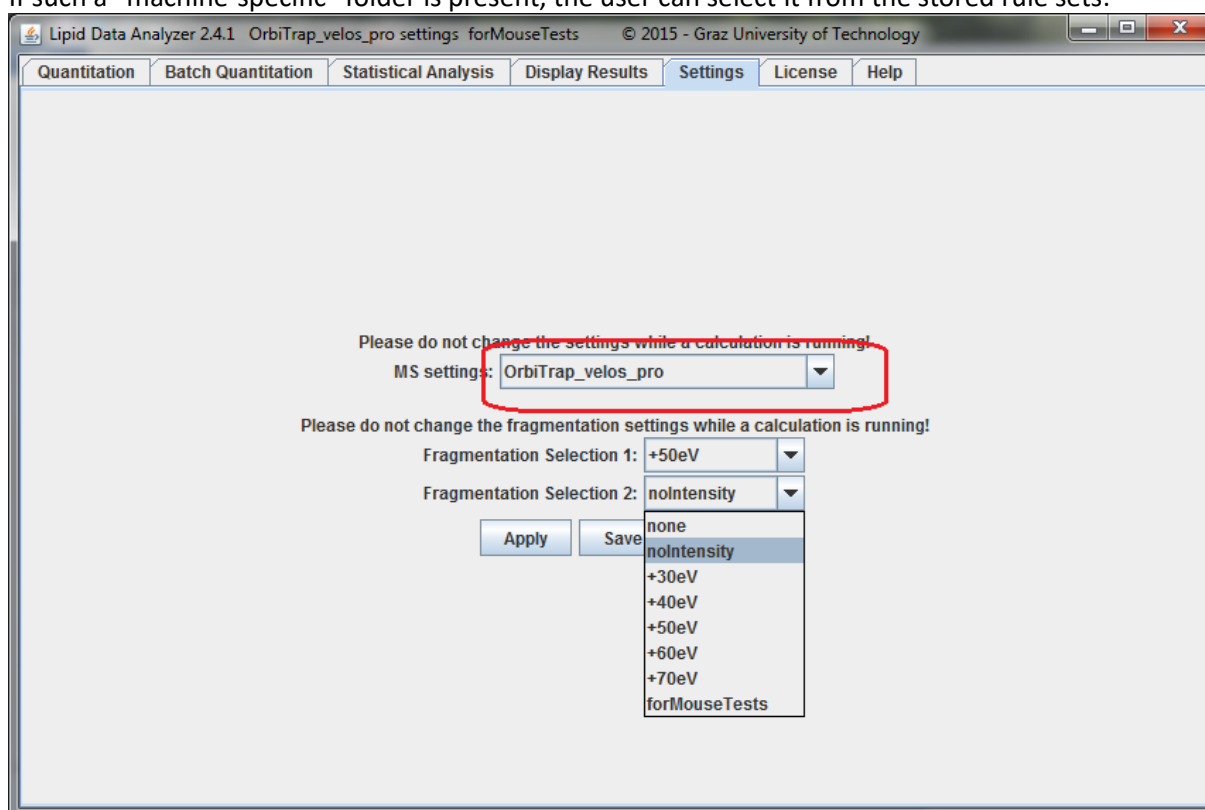 If such a "machine-specific" folder is present, the user can select it from the stored rule sets:
Lipid Data Analyzer 2.4.1 OrbiTrap_velos_pro settings forMouseTests © 2015 - Graz University of Technology
Quantitation Batch Quantitation Statistical Analysis Display Results Settings License Help
Please do not change the settings while a calculation is running!
MS settings: OrbiTrap_velos_pro
Please do not change the fragmentation settings while a calculation is running!
Fragmentation Selection 1: +50eV
Fragmentation Selection 2: noIntensity
none
Apply Save
noIntensity
+30eV
+40eV
+50eV
+60eV
+70eV
forMouseTests